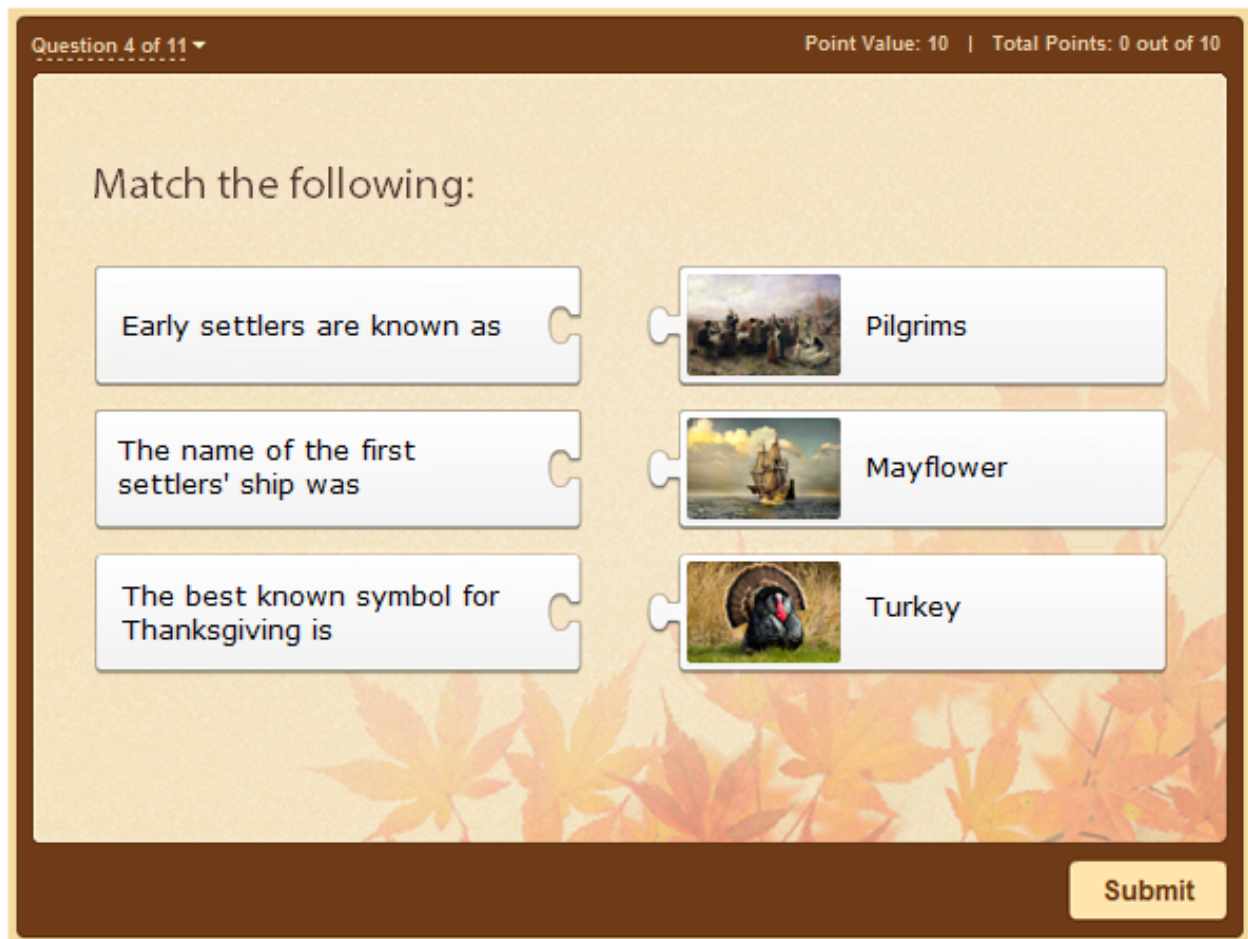 Question 4 of 11
Point Value: 10 | Total Points: 0 out of 10
Match the following:
Early settlers are known as
Pilgrims
The name of the first
settlers' ship was
Mayflower
The best known symbol for
Thanksgiving is
Turkey
Submit